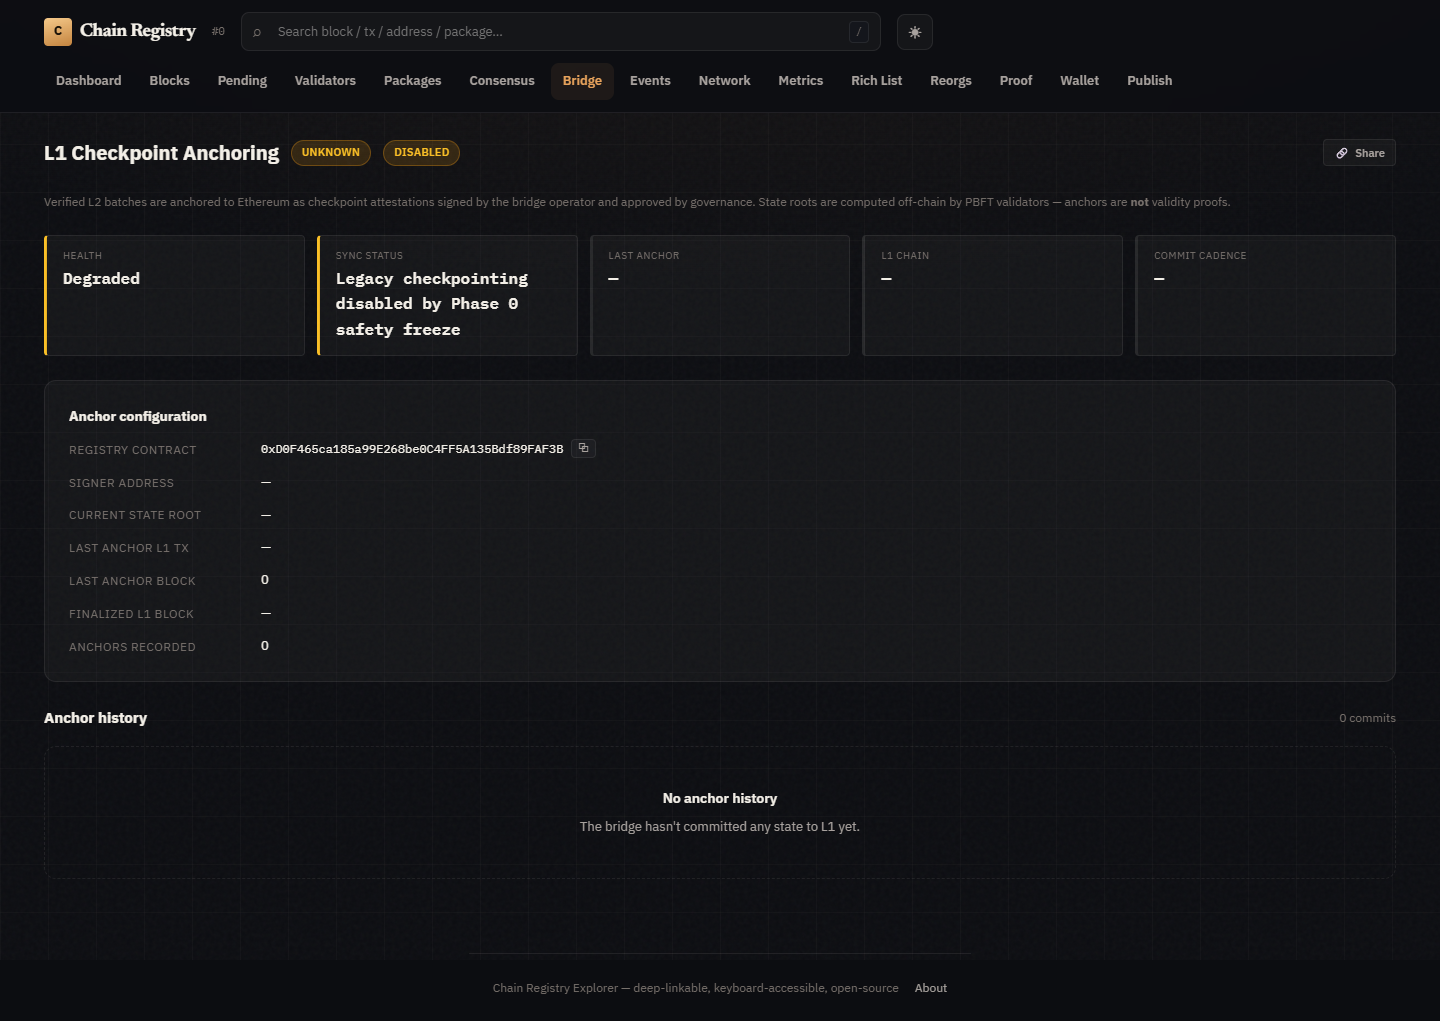 C Chain Registry #0
Search block / tx / address / package... /
Dashboard Blocks Pending Validators Packages Consensus Bridge Events Network Metrics Rich List Reorgs Proof Wallet Publish
L1 Checkpoint Anchoring UNKNOWN DISABLED
Share
Verified L2 batches are anchored to Ethereum as checkpoint attestations signed by the bridge operator and approved by governance. State roots are computed off-chain by PBFT validators — anchors are not validity proofs.
HEALTH
Degraded
SYNC STATUS
Legacy checkpointing
disabled by Phase 0
safety freeze
LAST ANCHOR
—
L1 CHAIN
—
COMMIT CADENCE
—
Anchor configuration
REGISTRY CONTRACT 0xD0F465ca185a99E268be0C4FF5A135Bdf89FAF3B
SIGNER ADDRESS —
CURRENT STATE ROOT —
LAST ANCHOR L1 TX —
LAST ANCHOR BLOCK 0
FINALIZED L1 BLOCK —
ANCHORS RECORDED 0
Anchor history
0 commits
No anchor history
The bridge hasn't committed any state to L1 yet.
Chain Registry Explorer — deep-linkable, keyboard-accessible, open-source About